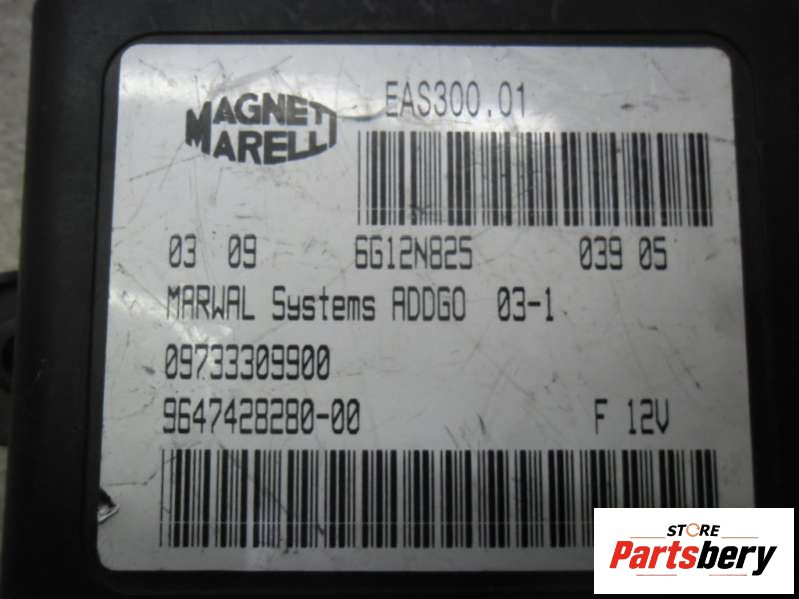 MAGNETI
MARELLI
EAS300.01
03 09 6G12N825 039 05
MARWAL Systems ADDGO 03-1
09733309900
9647428280-00 F 12V
STORE
Partsbery